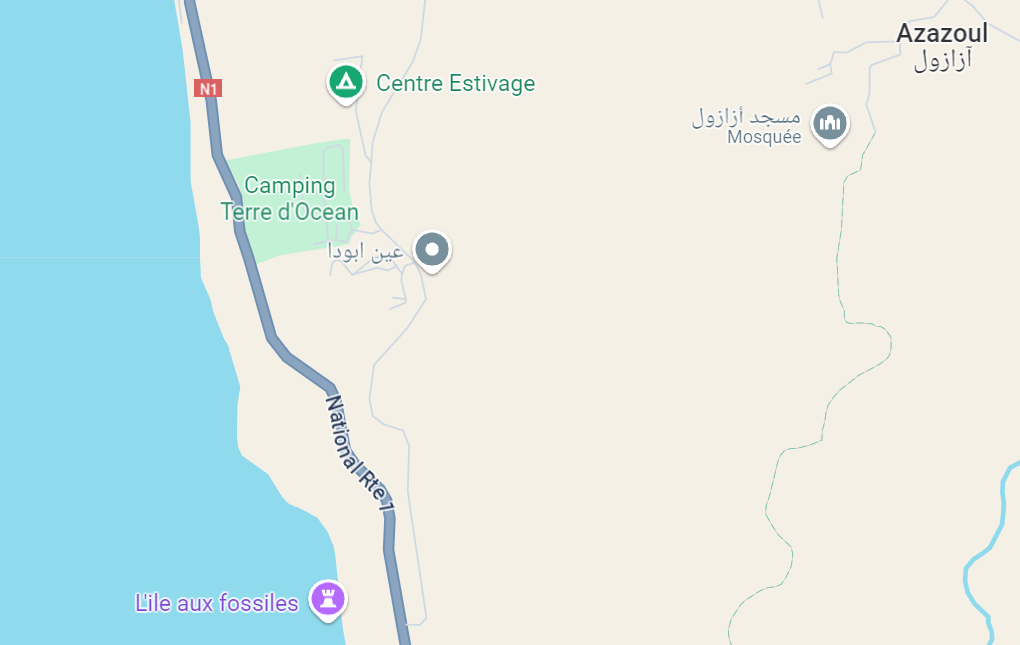 Azazoul
آزازول
N1
Centre Estivage
مسجد أزازول
Mosquée
Camping
Terre d'Ocean
عين ابودا
National Rte 1
L'ile aux fossiles